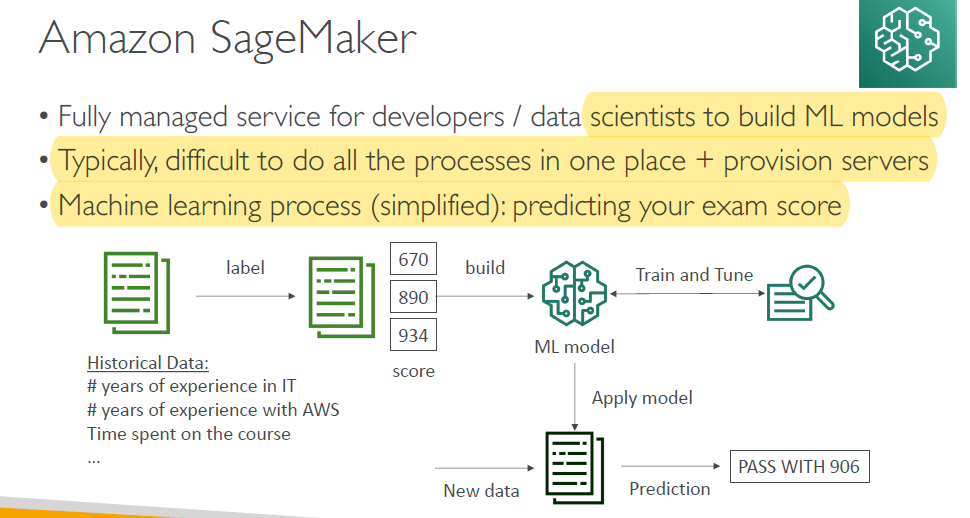 Amazon SageMaker
• Fully managed service for developers / data scientists to build ML models
• Typically, difficult to do all the processes in one place + provision servers
• Machine learning process (simplified): predicting your exam score
label
670
890
934
score
build
ML model
Train and Tune
Historical Data:
# years of experience in IT
# years of experience with AWS
Time spent on the course
...
Apply model
New data
Prediction
PASS WITH 906